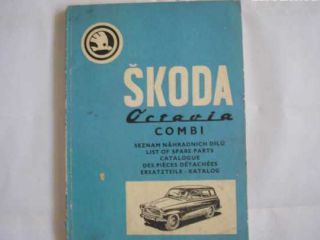 ŠKODA
Octavia
COMBI
SEZNAM NÁHRADNÍCH DÍLŮ
LIST OF SPARE PARTS
CATALOGUE
DES PIÈCES DÉTACHÉES
ERSATZTEILE - KATALOG